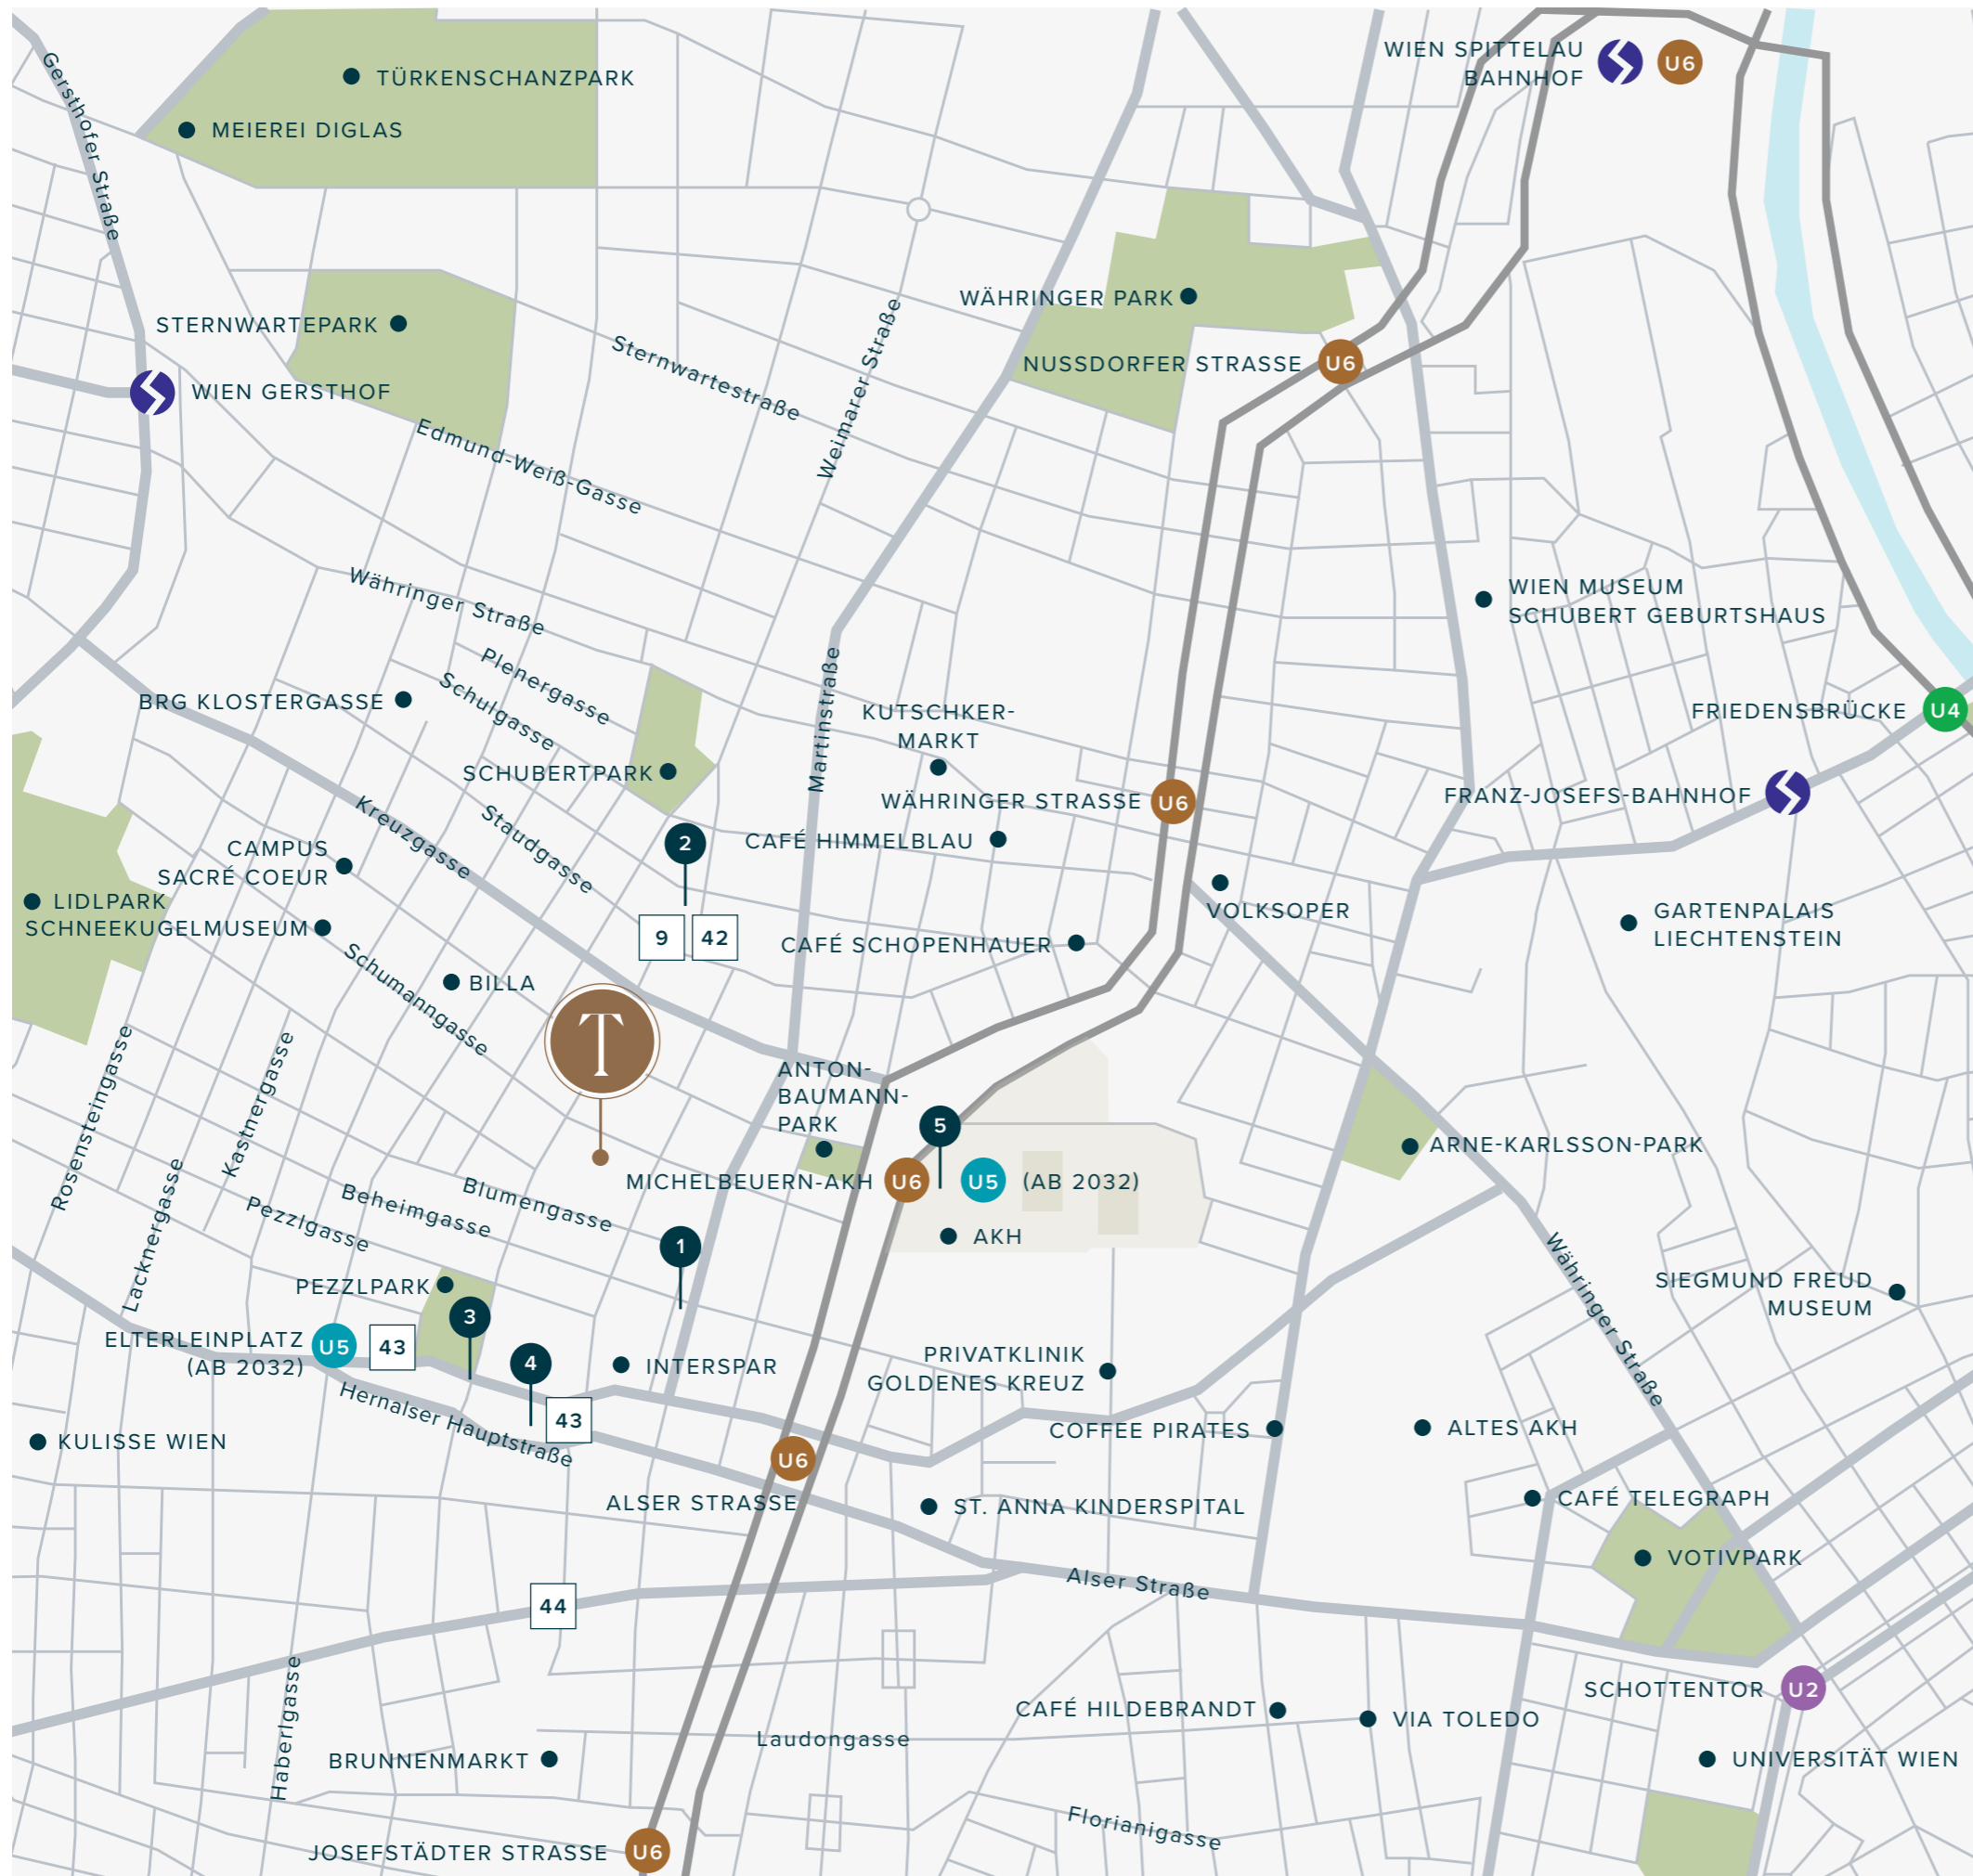 WIEN SPITTELAU
BAHNHOF
U6
TÜRKENSCHANZPARK
MEIEREI DIGLAS
Gersthofer Straße
STERNWARTEPARK
WÄHRINGER PARK
NUSSDORFER STRASSE
U6
WIEN GERSTHOF
Sternwartestraße
Weimarer Straße
Edmund-Weiß-Gasse
Währinger Straße
WIEN MUSEUM
SCHUBERT GEBURTSHAUS
Plenergasse
Schulgasse
BRG KLOSTERGASSE
Martinstraße
KUTSCHKER-
MARKT
FRIEDENSBRÜCKE
U4
SCHUBERTPARK
WÄHRINGER STRASSE
U6
FRANZ-JOSEFS-BAHNHOF
Kreuzgasse
Staudgasse
2
CAFÉ HIMMELBLAU
CAMPUS
SACRÉ COEUR
LIDLPARK
SCHNEEKUGELMUSEUM
9
42
CAFÉ SCHOPENHAUER
VOLKSOPER
GARTENPALAIS
LIECHTENSTEIN
Schumanngasse
BILLA
T
ANTON-
BAUMANN-
PARK
5
Rosensteingasse
Kastnergasse
ARNE-KARLSSON-PARK
MICHELBEUERN-AKH
U6
U5
(AB 2032)
Lacknergasse
Pezzlgasse
Beheimgasse
Blumengasse
AKH
1
PEZZLPARK
3
Währinger Straße
SIEGMUND FREUD
MUSEUM
ELTERLEINPLATZ
(AB 2032)
U5
43
4
INTERSPAR
PRIVATKLINIK
GOLDENES KREUZ
Hernalser Hauptstraße
43
KULISSE WIEN
COFFEE PIRATES
ALTES AKH
U6
ALSER STRASSE
ST. ANNA KINDERSPITAL
CAFÉ TELEGRAPH
VOTIVPARK
Alser Straße
44
Haberlgasse
SCHOTTENTOR
U2
CAFÉ HILDEBRANDT
VIA TOLEDO
Laudongasse
BRUNNENMARKT
UNIVERSITÄT WIEN
Florianigasse
JOSEFSTÄDTER STRASSE
U6